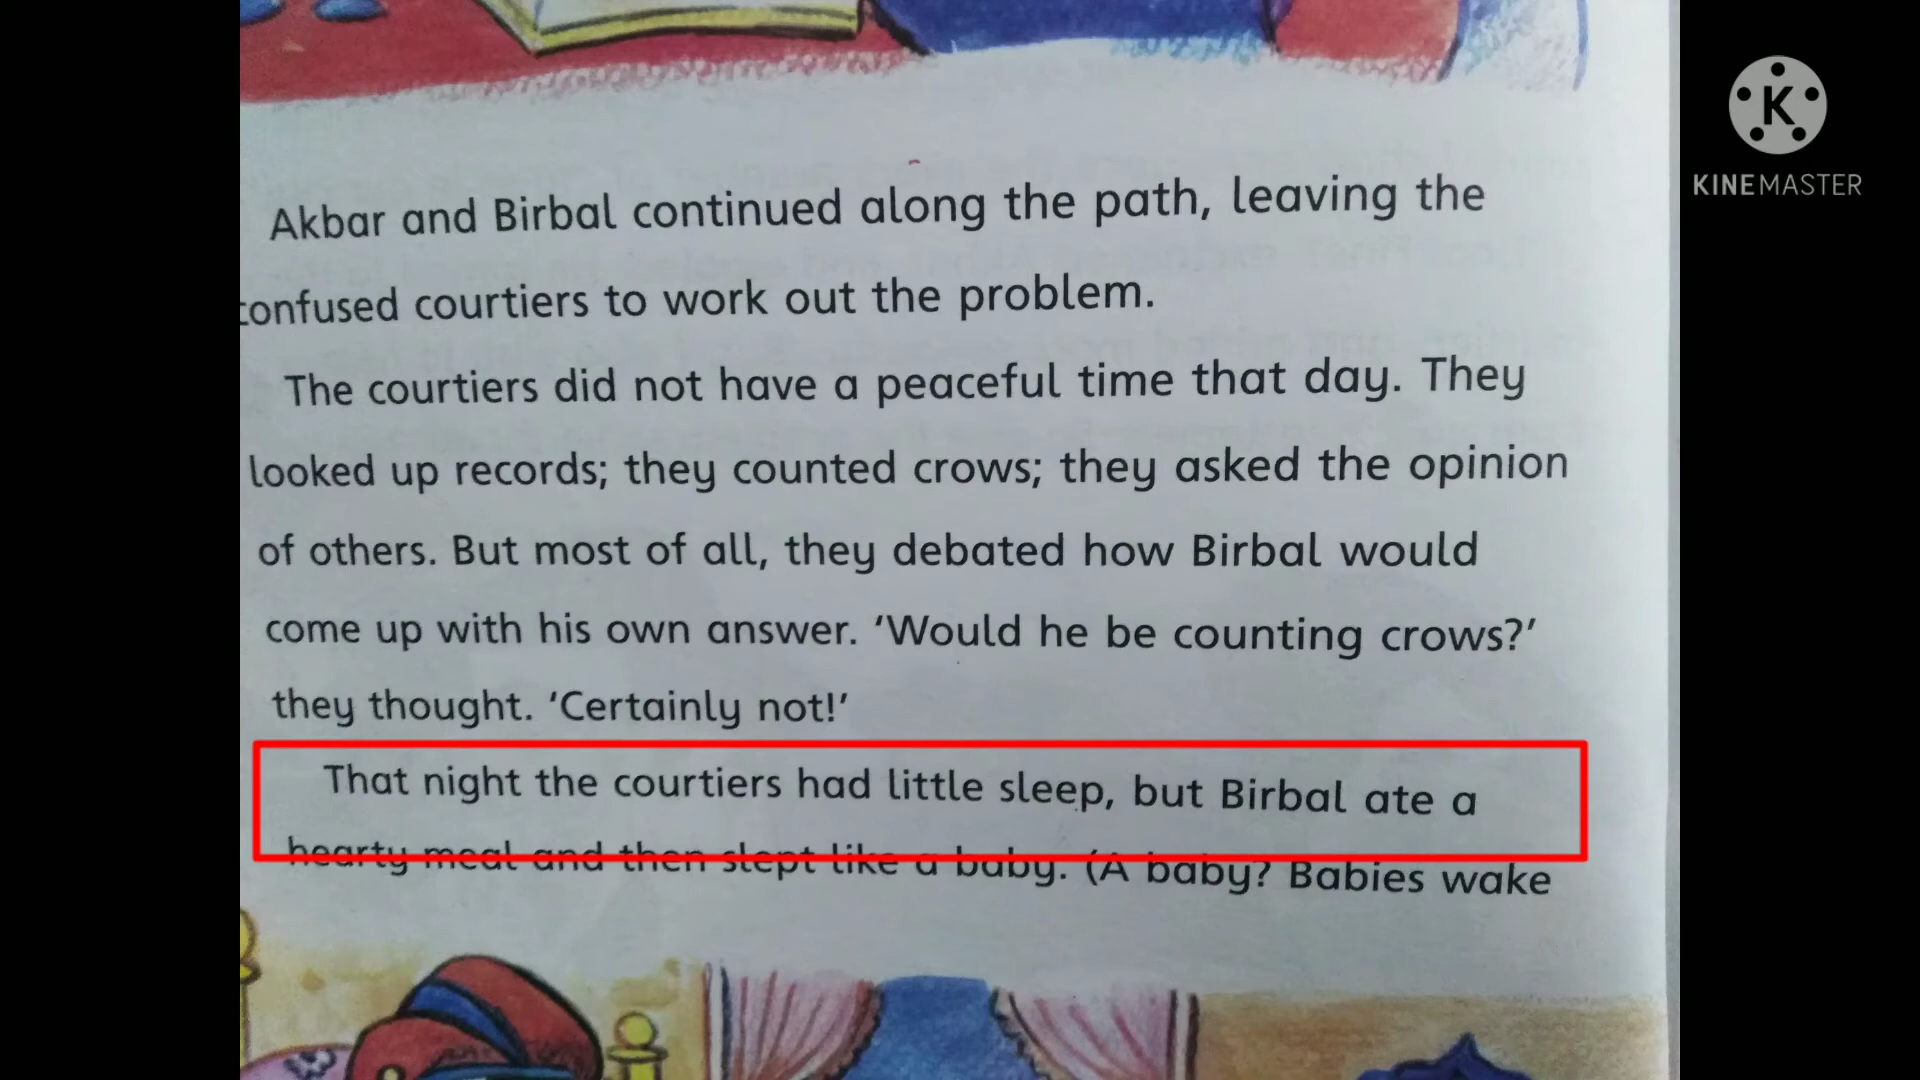 Akbar and Birbal continued along the path, leaving the
confused courtiers to work out the problem.
The courtiers did not have a peaceful time that day. They
looked up records; they counted crows; they asked the opinion
of others. But most of all, they debated how Birbal would
come up with his own answer. ‘Would he be counting crows?’
they thought. ‘Certainly not!’
That night the courtiers had little sleep, but Birbal ate a
hearty meal and then slept like a baby. (A baby? Babies wake
K
KINEMASTER